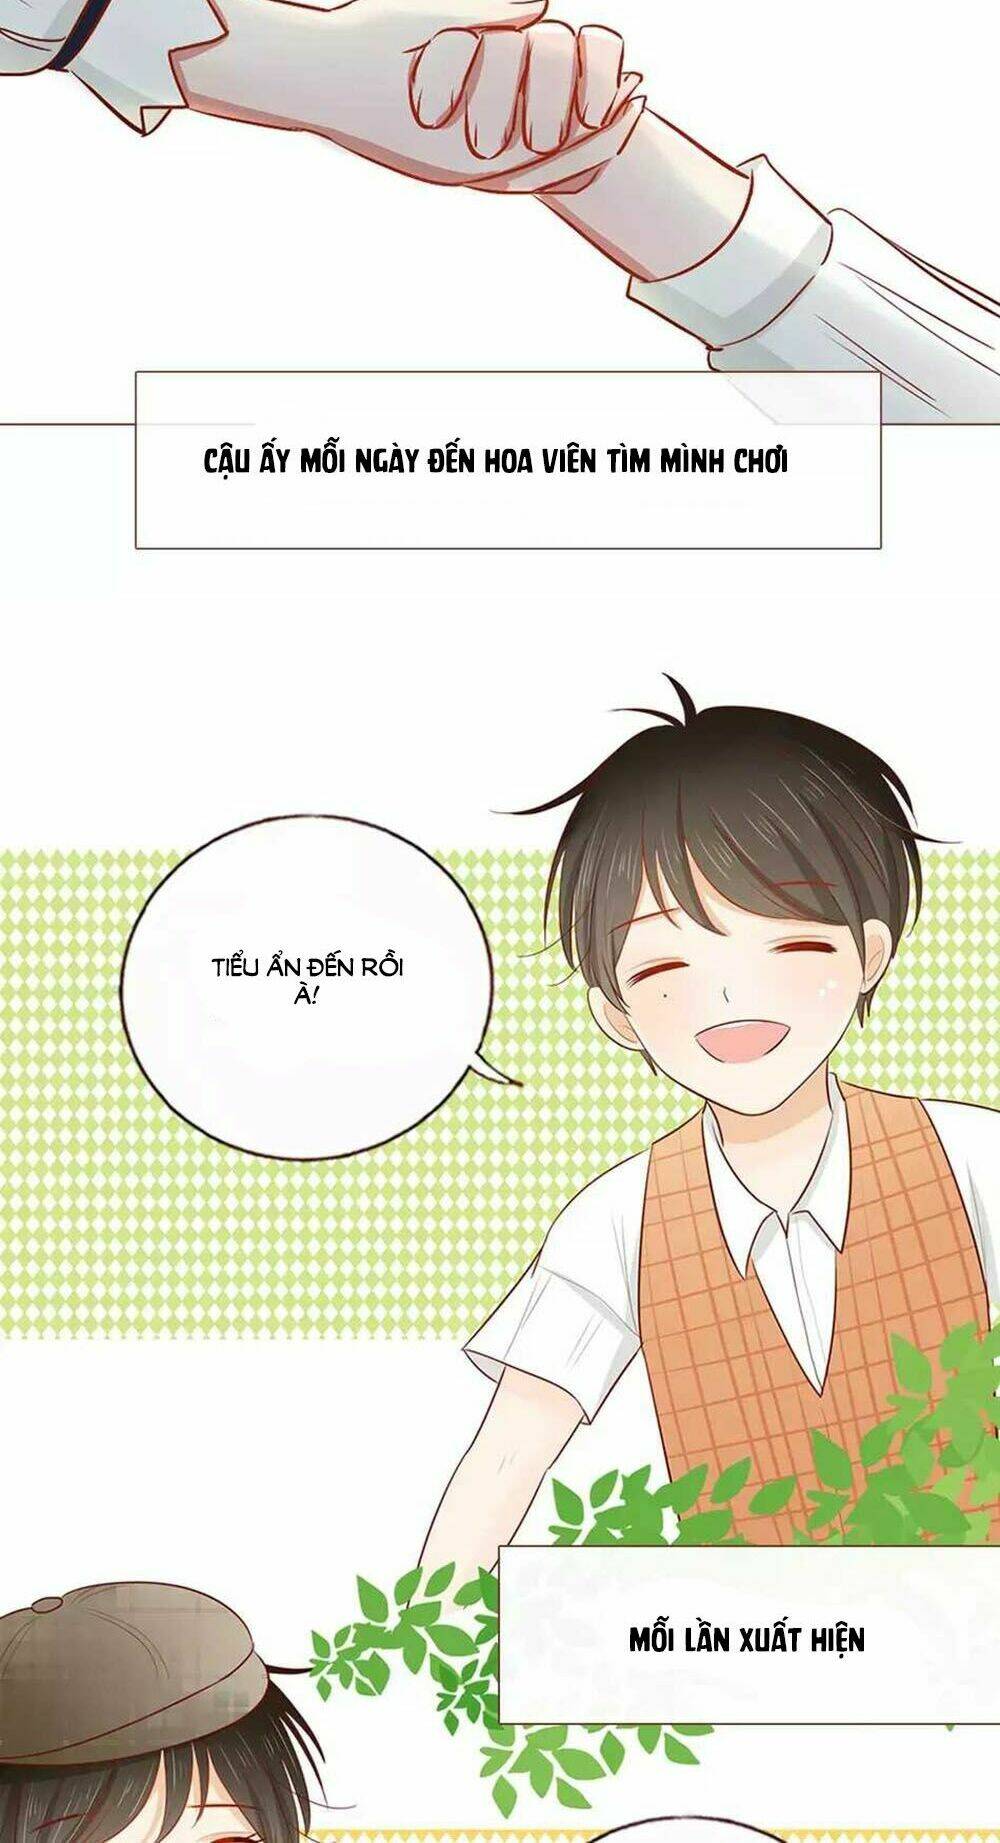 CẬU ẤY MỖI NGÀY ĐẾN HOA VIÊN TÌM MÌNH CHƠI
TIỂU ẨN ĐẾN RỒI
À!
MỖI LẦN XUẤT HIỆN